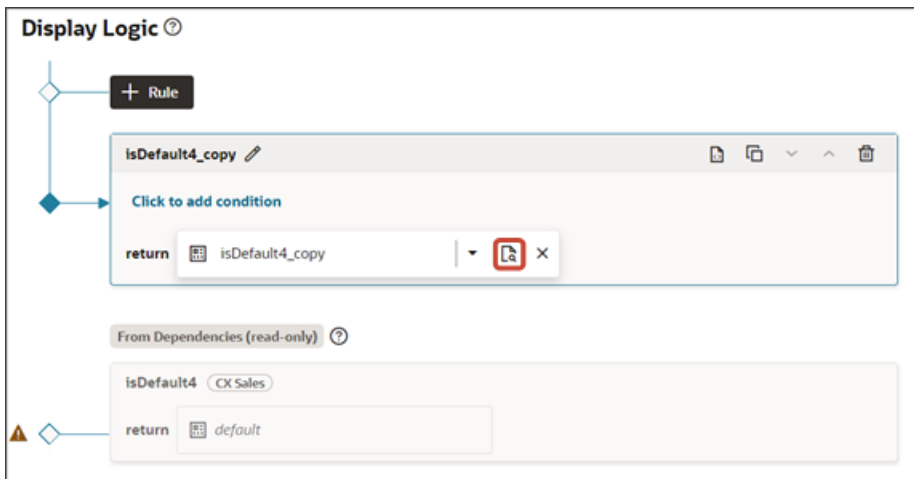 Display Logic
+ Rule
isDefault4_copy
Click to add condition
return isDefault4_copy
From Dependencies (read-only)
isDefault4 CX Sales
return default